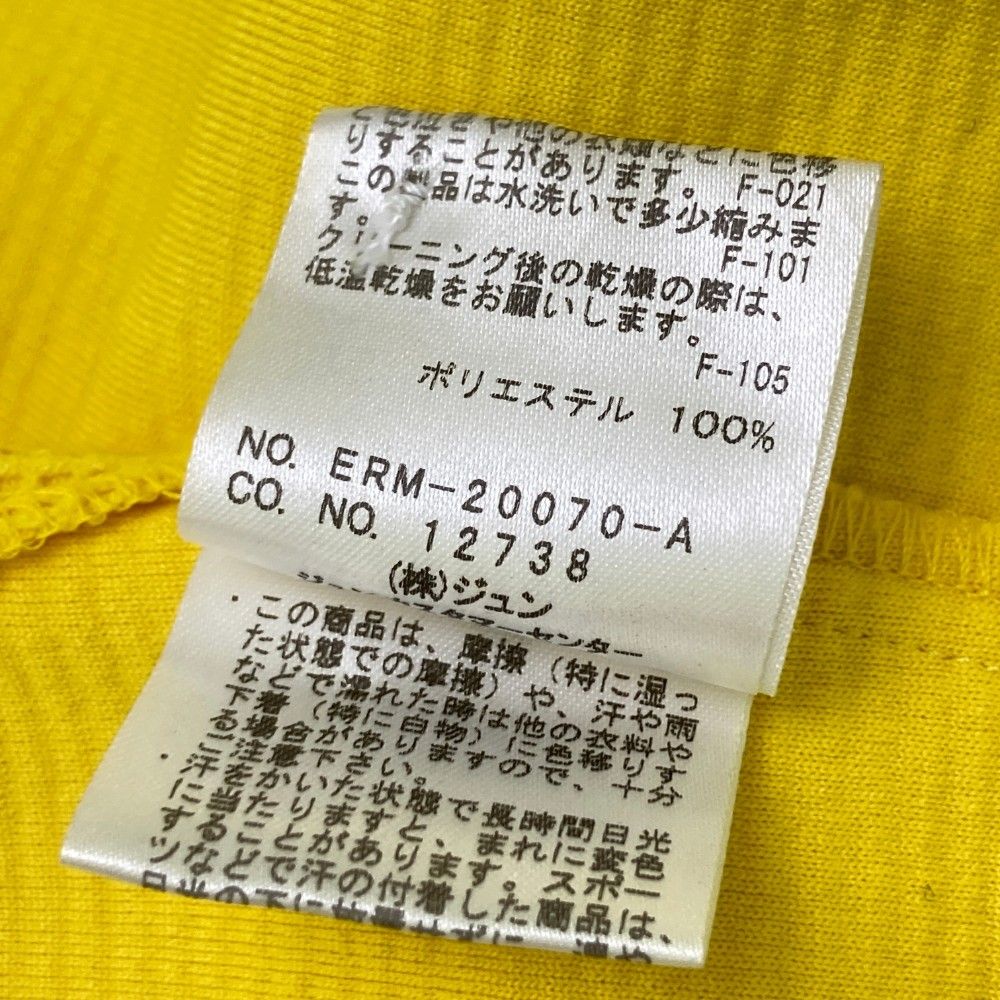 りすることがあります。 F-021
この製品は水洗いで多少縮みま
す。 F-101
クリーニング後の乾燥の際は、
低温乾燥をお願いします。
F-105
ポリエステル 100%
NO. ERM-20070-A
CO. NO. 12738
(株)ジュン
・この商品は、摩擦(特に湿っ
た状態での摩擦)や、汗や雨
などで濡れた時は他の衣料や
下着(特に白物)に色移りす
る場合がありますので、十分
ご注意下さい。
・汗をかいた状態で長時間日光
に当たりますと、まれに変色
することがあります。スポー
ツなどで汗の付着した商品は、